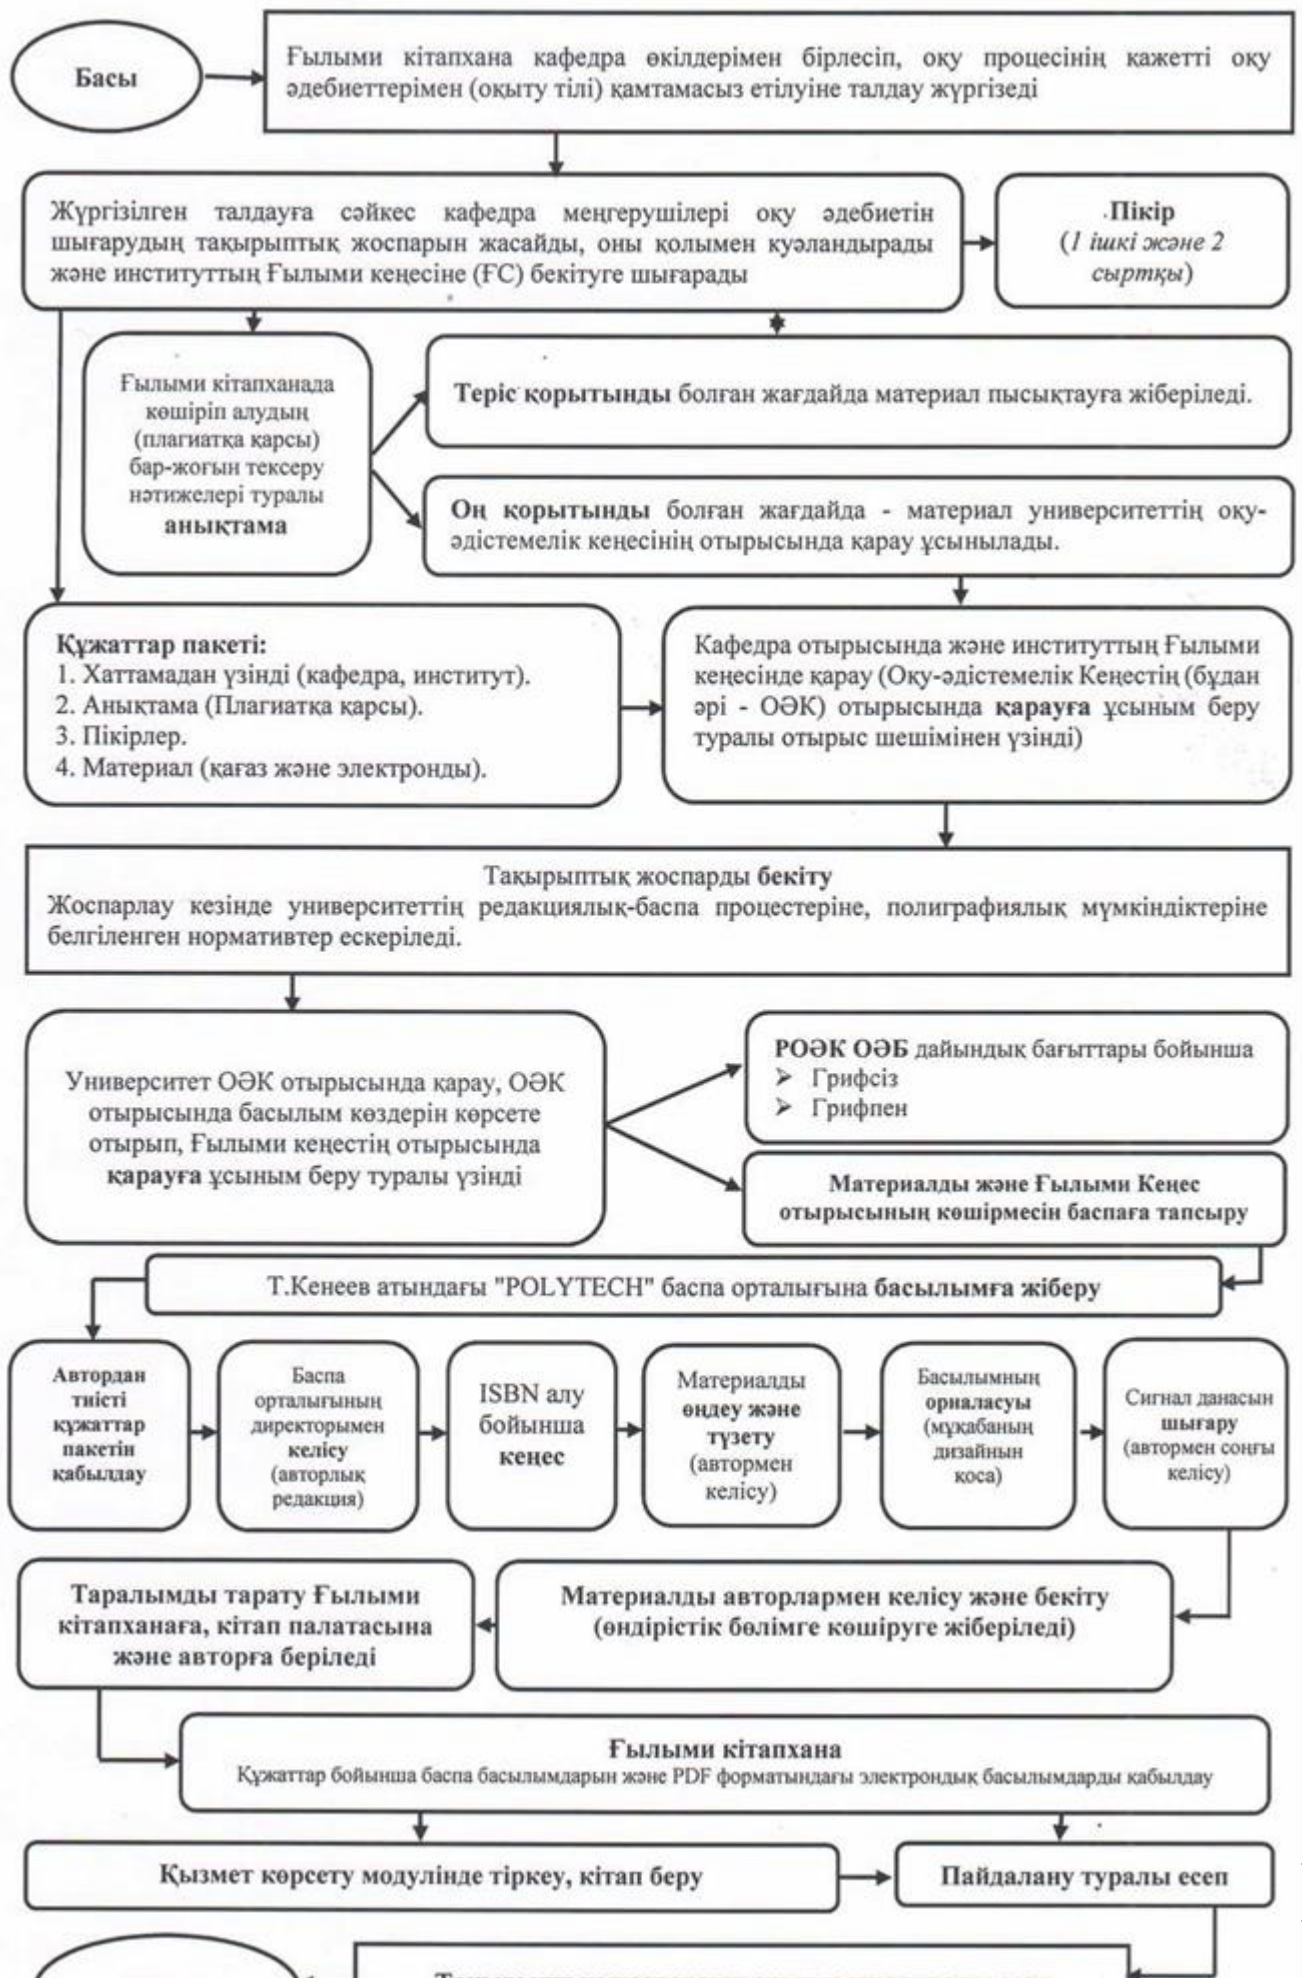 Басы
Ғылыми кітапхана кафедра өкілдерімен бірлесіп, оқу процесінің қажетті оқу
әдебиеттерімен (оқыту тілі) қамтамасыз етілуіне талдау жүргізеді
Жүргізілген талдауға сәйкес кафедра меңгерушілері оқу әдебиетін
шығарудың тақырыптық жоспарын жасайды, оны қолымен куәландырады
және институттың Ғылыми кеңесіне (ҒС) бекітуге шығарады
Пікір
(1 ішкі және 2
сыртқы)
Ғылыми кітапханада
көшіріп алудың
(плагиатқа қарсы)
бар-жоғын тексеру
нәтижелері туралы
анықтама
Теріс қорытынды болған жағдайда материал пысықтауға жіберіледі.
Оң қорытынды болған жағдайда - материал университеттің оқу-
әдістемелік кеңесінің отырысында қарау ұсынылады.
Құжаттар пакеті:
1. Хаттамадан үзінді (кафедра, институт).
2. Анықтама (Плагиатқа қарсы).
3. Пікірлер.
4. Материал (қағаз және электронды).
Кафедра отырысында және институттың Ғылыми
кеңесінде қарау (Оқу-әдістемелік Кеңестің (бұдан
әрі - ОӘК) отырысында қарауға ұсыным беру
туралы отырыс шешімінен үзінді)
Тақырыптық жоспарды бекіту
Жоспарлау кезінде университеттің редакциялық-баспа процестеріне, полиграфиялық мүмкіндіктеріне
белгіленген нормативтер ескеріледі.
Университет ОӘК отырысында қарау, ОӘК
отырысында басылым көздерін көрсете
отырып, Ғылыми кеңестің отырысында
қарауға ұсыным беру туралы үзінді
РОӘК ОӘБ дайындық бағыттары бойынша
➢ Грифсіз
➢ Грифпен
Материалды және Ғылыми Кеңес
отырысының көшірмесін баспаға тапсыру
Т.Кенеев атындағы "POLYTECH" баспа орталығына басылымға жіберу
Автордан
тиісті
құжаттар
пакетін
қабылдау
Баспа
орталығының
директорымен
келісу
(авторлық
редакция)
ISBN алу
бойынша
кеңес
Материалды
өңдеу және
түзету
(автормен
келісу)
Басылымның
орналасуы
(мұқабаның
дизайнын
қоса)
Сигнал данасын
шығару
(автормен соңғы
келісу)
Таралымды тарату Ғылыми
кітапханаға, кітап палатасына
және авторға беріледі
Материалды авторлармен келісу және бекіту
(өндірістік бөлімге көшіруге жіберіледі)
Ғылыми кітапхана
Құжаттар бойынша баспа басылымдарын және PDF форматындағы электрондық басылымдарды қабылдау
Қызмет көрсету модулінде тіркеу, кітап беру
Пайдалану туралы есеп